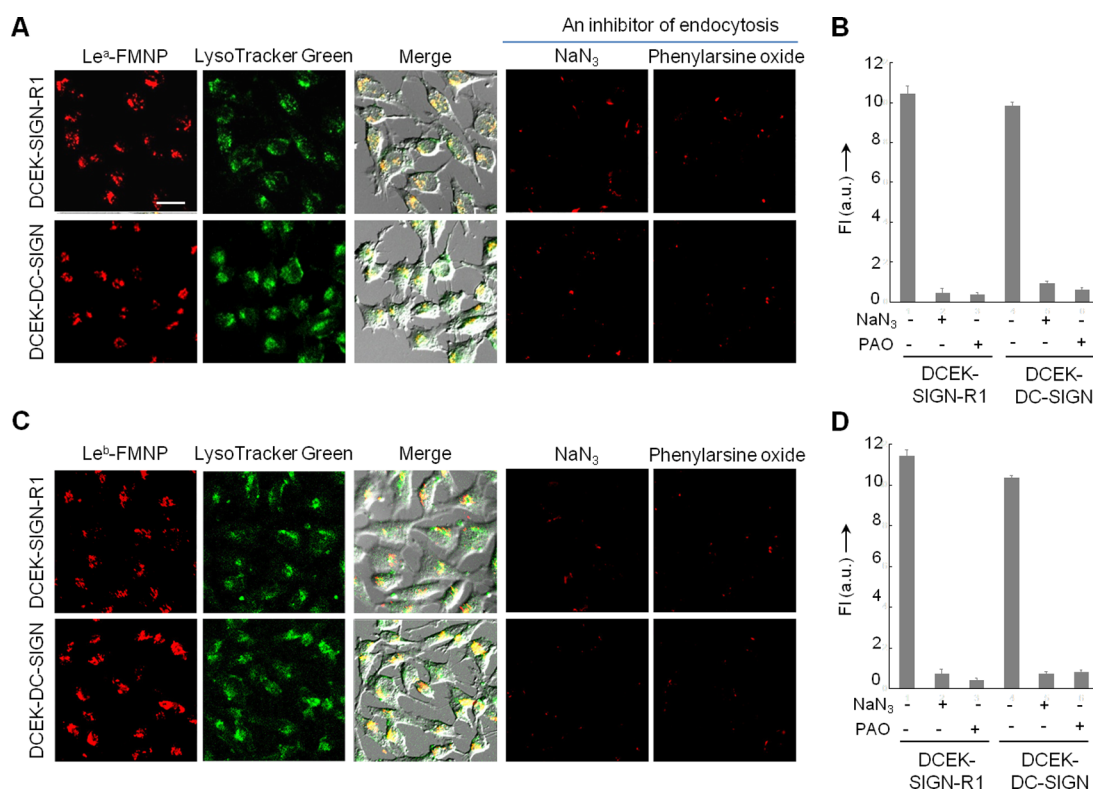 A
An inhibitor of endocytosis
Leᵃ-FMNP LysoTracker Green Merge NaN₃ Phenylarsine oxide
DCEK-SIGN-R1
DCEK-DC-SIGN
B
FI (a.u.) →
12
10
8
6
4
2
0
NaN₃ - + - - + -
PAO - - + - - +
DCEK-
SIGN-R1
DCEK-
DC-SIGN
C
Leᵇ-FMNP LysoTracker Green Merge NaN₃ Phenylarsine oxide
DCEK-SIGN-R1
DCEK-DC-SIGN
D
FI (a.u.) →
12
10
8
6
4
2
0
NaN₃ - + - - + -
PAO - - + - - +
DCEK-
SIGN-R1
DCEK-
DC-SIGN